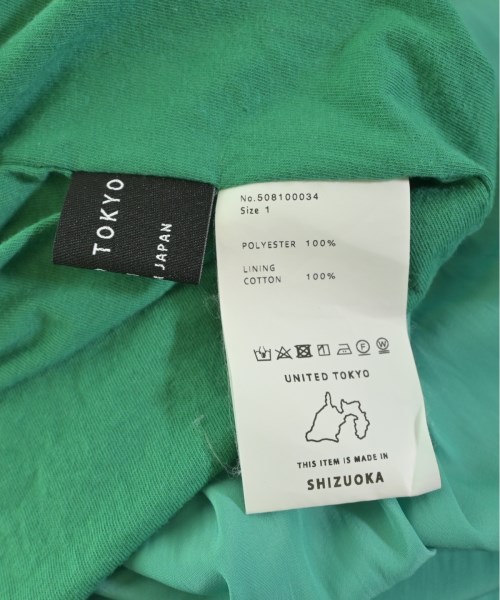 TOKYO
JAPAN
No.508100034
Size 1
POLYESTER 100%
LINING
COTTON 100%
F W
UNITED TOKYO
THIS ITEM IS MADE IN
SHIZUOKA